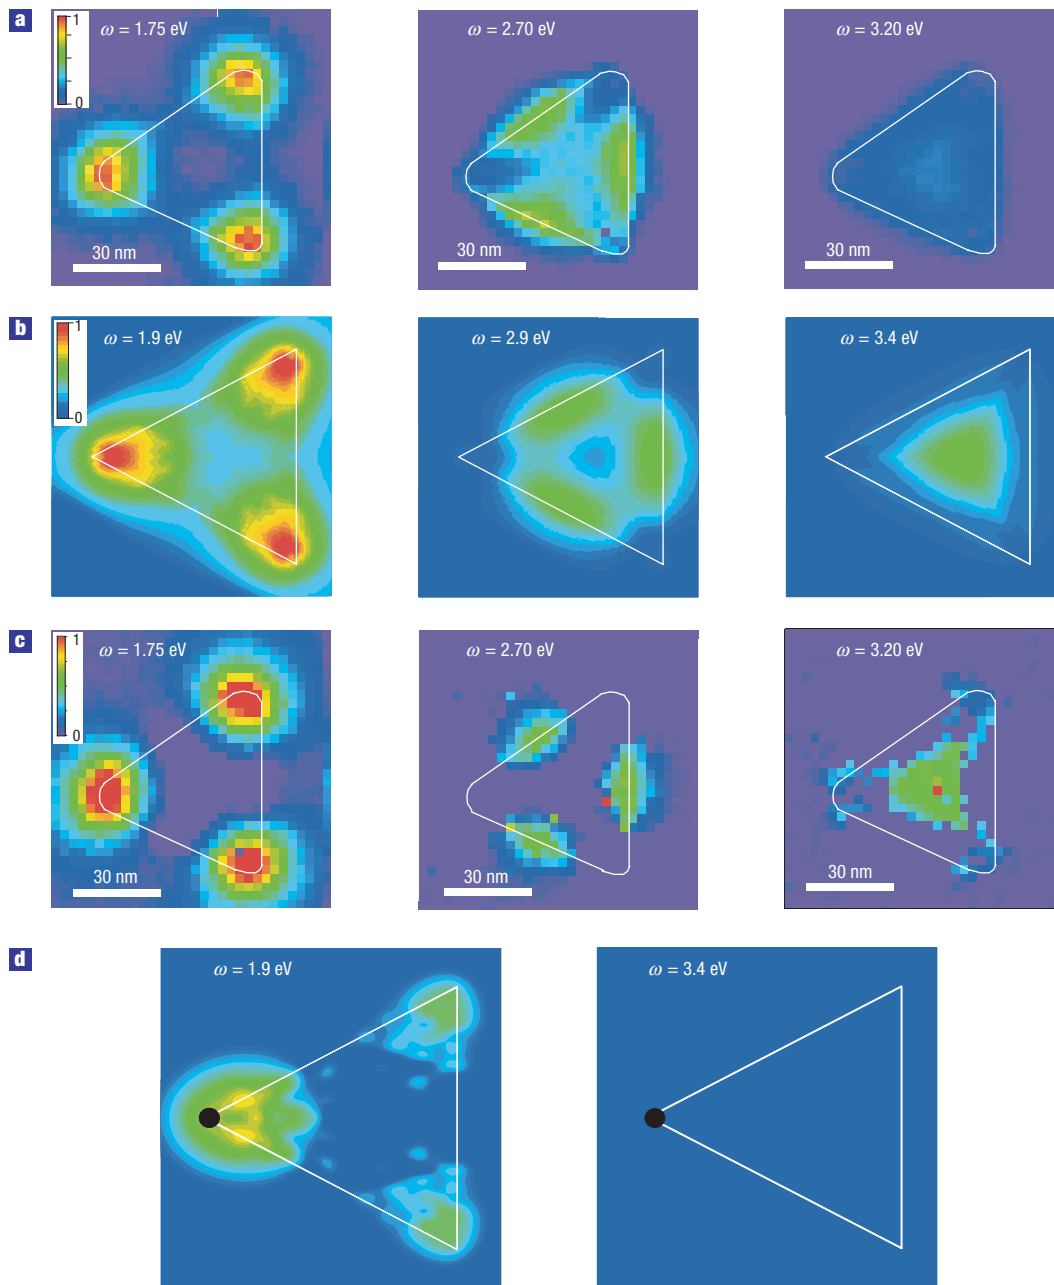 a
1
0
ω = 1.75 eV
30 nm
ω = 2.70 eV
30 nm
ω = 3.20 eV
30 nm
b
1
0
ω = 1.9 eV
ω = 2.9 eV
ω = 3.4 eV
c
1
0
ω = 1.75 eV
30 nm
ω = 2.70 eV
30 nm
ω = 3.20 eV
30 nm
d
ω = 1.9 eV
ω = 3.4 eV